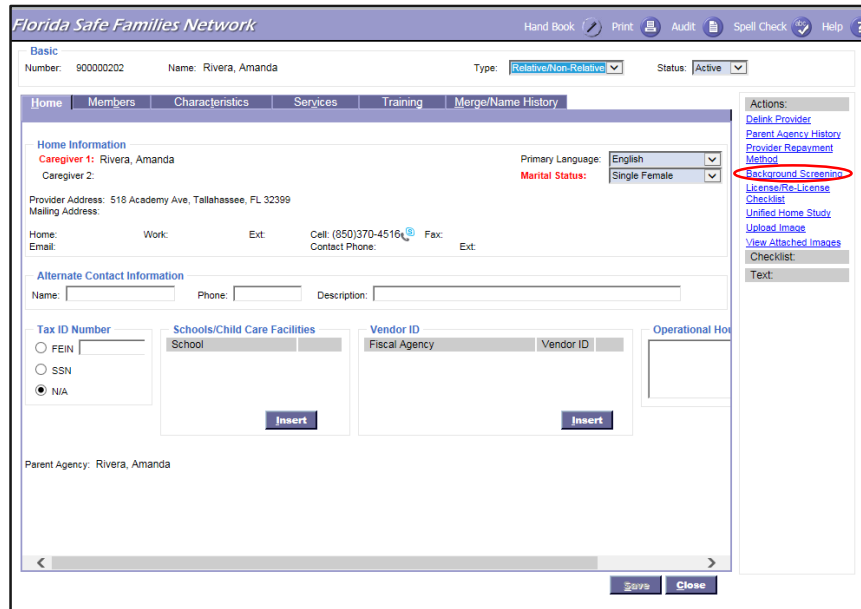 Florida Safe Families Network
Hand Book Print Audit Spell Check abc Help ?
Basic
Number: 900000202 Name: Rivera, Amanda Type: Relative/Non-Relative Status: Active
Home Members Characteristics Services Training Merge/Name History
Home Information
Caregiver 1: Rivera, Amanda Primary Language: English
Caregiver 2: Marital Status: Single Female
Provider Address: 518 Academy Ave, Tallahassee, FL 32399
Mailing Address:
Home: Work: Ext: Cell: (850)370-4516 Fax:
Email: Contact Phone: Ext:
Alternate Contact Information
Name: Phone: Description:
Tax ID Number
FEIN
SSN
N/A
Schools/Child Care Facilities
School
Insert
Vendor ID
Fiscal Agency Vendor ID
Insert
Operational Hou
Parent Agency: Rivera, Amanda
Save Close
Actions:
Delink Provider
Parent Agency History
Provider Repayment
Method
Background Screening
License/Re-License
Checklist
Unified Home Study
Upload Image
View Attached Images
Checklist:
Text: